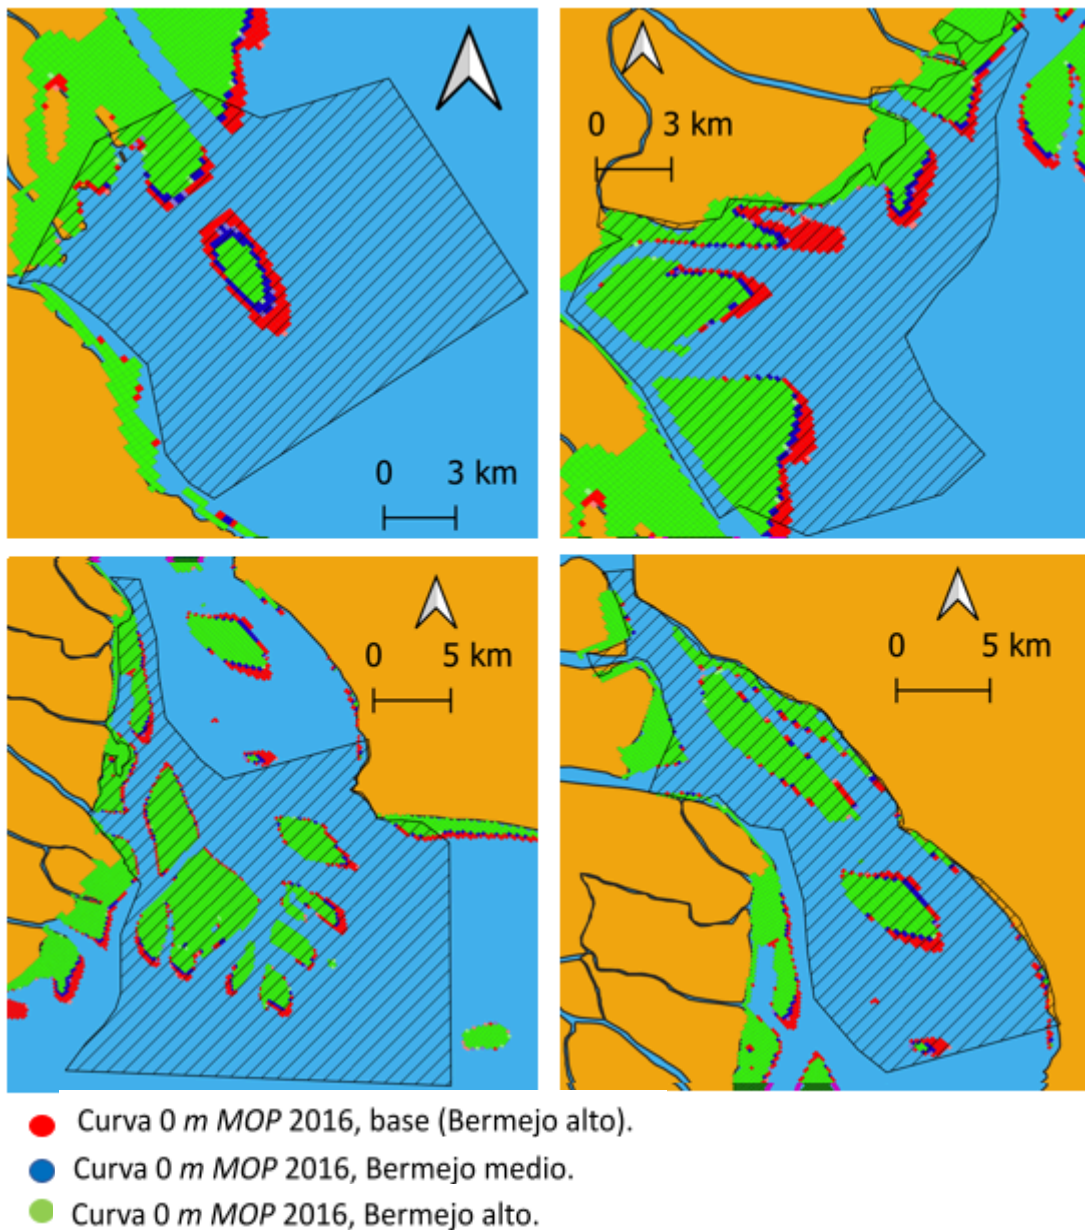 0 3 km
0 3 km
0 5 km
0 5 km
Curva 0 m MOP 2016, base (Bermejo alto).
Curva 0 m MOP 2016, Bermejo medio.
Curva 0 m MOP 2016, Bermejo alto.